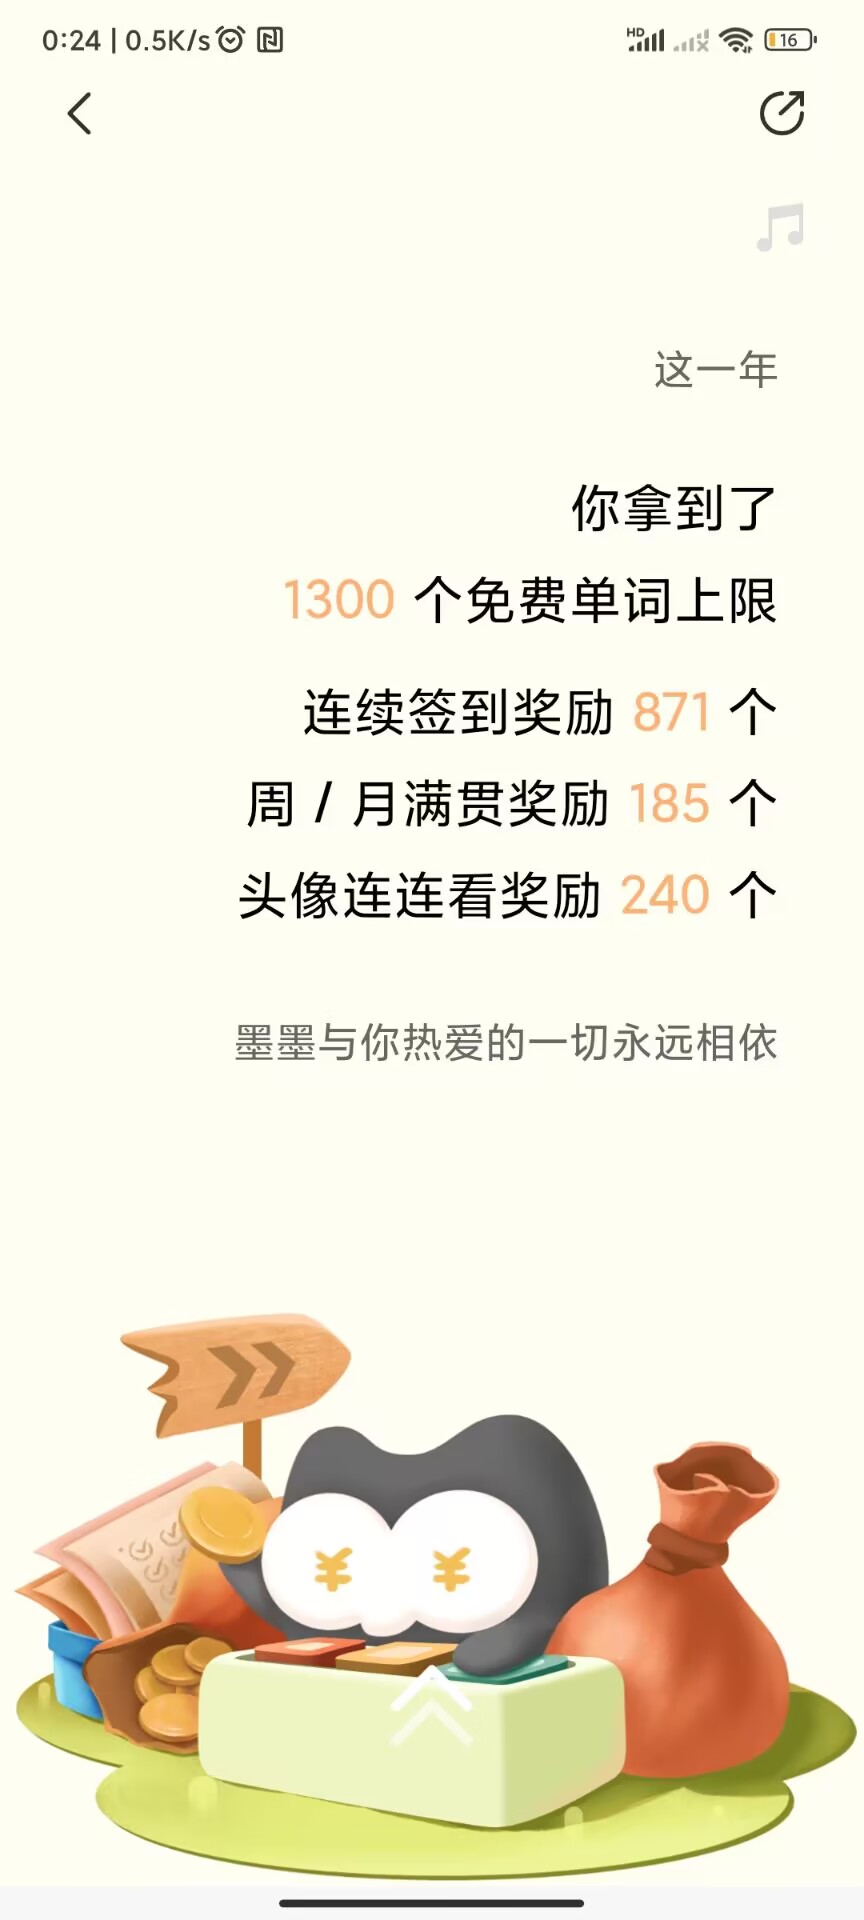 0:24 | 0.5K/s
HD
16
这一年
你拿到了
1300 个免费单词上限
连续签到奖励 871 个
周 / 月满贯奖励 185 个
头像连连看奖励 240 个
墨墨与你热爱的一切永远相依
¥ ¥